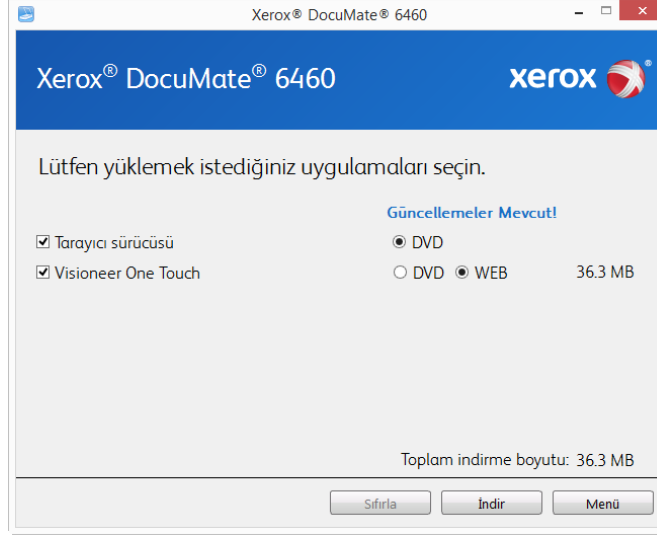 Xerox® DocuMate® 6460
Xerox® DocuMate® 6460
xerox ®
Lütfen yüklemek istediğiniz uygulamaları seçin.
Güncellemeler Mevcut!
Tarayıcı sürücüsü DVD
Visioneer One Touch DVD WEB 36.3 MB
Toplam indirme boyutu: 36.3 MB
Sıfırla İndir Menü